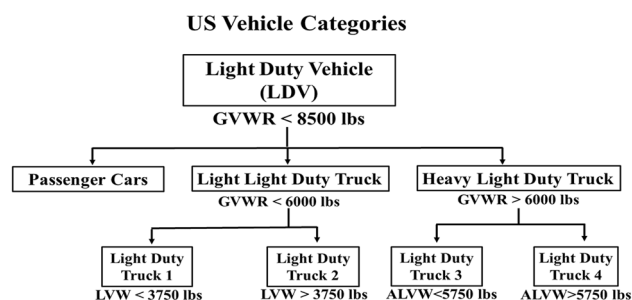 US Vehicle Categories
Light Duty Vehicle
(LDV)
GVWR < 8500 lbs
Passenger Cars
Light Light Duty Truck
Heavy Light Duty Truck
GVWR < 6000 lbs
GVWR > 6000 lbs
Light Duty
Truck 1
Light Duty
Truck 2
Light Duty
Truck 3
Light Duty
Truck 4
LVW < 3750 lbs
LVW > 3750 lbs
ALVW<5750 lbs
ALVW>5750 lbs